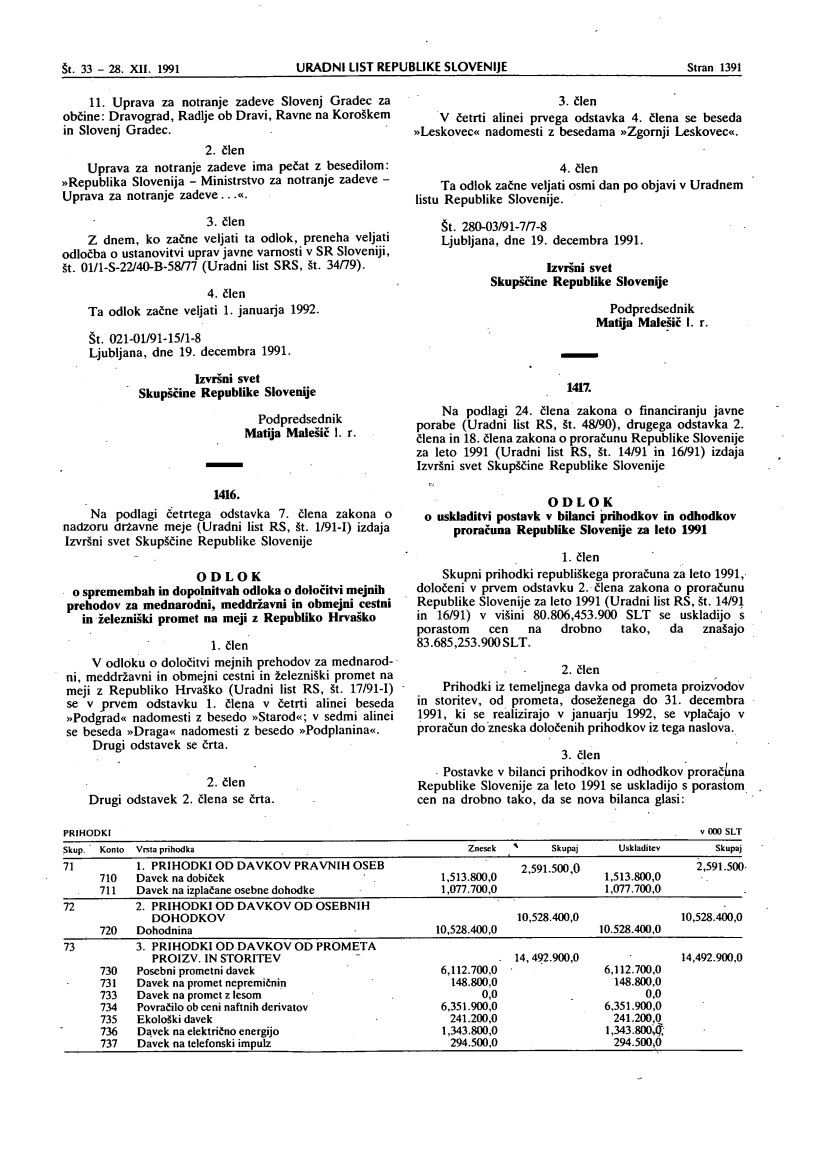 Št. 33 – 28. XII. 1991 URADNI LIST REPUBLIKE SLOVENIJE Stran 1391
11. Uprava za notranje zadeve Slovenj Gradec za
občine: Dravograd, Radlje ob Dravi, Ravne na Koroškem
in Slovenj Gradec.
2. člen
Uprava za notranje zadeve ima pečat z besedilom:
»Republika Slovenija – Ministrstvo za notranje zadeve –
Uprava za notranje zadeve ...«.
3. člen
Z dnem, ko začne veljati ta odlok, preneha veljati
odločba o ustanovitvi uprav javne varnosti v SR Sloveniji,
št. 01/1-S-22/40-B-58/77 (Uradni list SRS, št. 34/79).
4. člen
Ta odlok začne veljati 1. januarja 1992.
Št. 021-01/91-15/1-8
Ljubljana, dne 19. decembra 1991.
Izvršni svet
Skupščine Republike Slovenije
Podpredsednik
Matija Malešič l. r.
1416.
Na podlagi četrtega odstavka 7. člena zakona o
nadzoru državne meje (Uradni list RS, št. 1/91-I) izdaja
Izvršni svet Skupščine Republike Slovenije
ODLOK
o spremembah in dopolnitvah odloka o določitvi mejnih
prehodov za mednarodni, meddržavni in obmejni cestni
in železniški promet na meji z Republiko Hrvaško
1. člen
V odloku o določitvi mejnih prehodov za mednarod-
ni, meddržavni in obmejni cestni in železniški promet na
meji z Republiko Hrvaško (Uradni list RS, št. 17/91-I)
se v prvem odstavku 1. člena v četrti alinei beseda
»Podgrad« nadomesti z besedo »Starod«; v sedmi alinei
se beseda »Draga« nadomesti z besedo »Podplanina«.
Drugi odstavek se črta.
2. člen
Drugi odstavek 2. člena se črta.
3. člen
V četrti alinei prvega odstavka 4. člena se beseda
»Leskovec« nadomesti z besedama »Zgornji Leskovec«.
4. člen
Ta odlok začne veljati osmi dan po objavi v Uradnem
listu Republike Slovenije.
Št. 280-03/91-7/7-8
Ljubljana, dne 19. decembra 1991.
Izvršni svet
Skupščine Republike Slovenije
Podpredsednik
Matija Malešič l. r.
1417.
Na podlagi 24. člena zakona o financiranju javne
porabe (Uradni list RS, št. 48/90), drugega odstavka 2.
člena in 18. člena zakona o proračunu Republike Slovenije
za leto 1991 (Uradni list RS, št. 14/91 in 16/91) izdaja
Izvršni svet Skupščine Republike Slovenije
ODLOK
o uskladitvi postavk v bilanci prihodkov in odhodkov
proračuna Republike Slovenije za leto 1991
1. člen
Skupni prihodki republiškega proračuna za leto 1991,
določeni v prvem odstavku 2. člena zakona o proračunu
Republike Slovenije za leto 1991 (Uradni list RS, št. 14/91
in 16/91) v višini 80.806,453.900 SLT se uskladijo s
porastom cen na drobno tako, da znašajo
83.685,253.900 SLT.
2. člen
Prihodki iz temeljnega davka od prometa proizvodov
in storitev, od prometa, doseženega do 31. decembra
1991, ki se realizirajo v januarju 1992, se vplačajo v
proračun do zneska določenih prihodkov iz tega naslova.
3. člen
Postavke v bilanci prihodkov in odhodkov proračuna
Republike Slovenije za leto 1991 se uskladijo s porastom
cen na drobno tako, da se nova bilanca glasi:
PRIHODKI v 000 SLT
Skup. Konto Vrsta prihodka Znesek Skupaj Uskladitev Skupaj
71 1. PRIHODKI OD DAVKOV PRAVNIH OSEB 2,591.500,0 2,591.500
710 Davek na dobiček 1,513.800,0 1,513.800,0
711 Davek na izplačane osebne dohodke 1,077.700,0 1,077.700,0
72 2. PRIHODKI OD DAVKOV OD OSEBNIH
DOHODKOV 10,528.400,0 10,528.400,0
720 Dohodnina 10,528.400,0 10.528.400,0
73 3. PRIHODKI OD DAVKOV OD PROMETA
PROIZV. IN STORITEV 14,492.900,0 14,492.900,0
730 Posebni prometni davek 6,112.700,0 6,112.700,0
731 Davek na promet nepremičnin 148.800,0 148.800,0
733 Davek na promet z lesom 0,0 0,0
734 Povračilo ob ceni naftnih derivatov 6,351.900,0 6,351.900,0
735 Ekološki davek 241.200,0 241.200,0
736 Davek na električno energijo 1,343.800,0 1,343.800,0
737 Davek na telefonski impulz 294.500,0 294.500,0